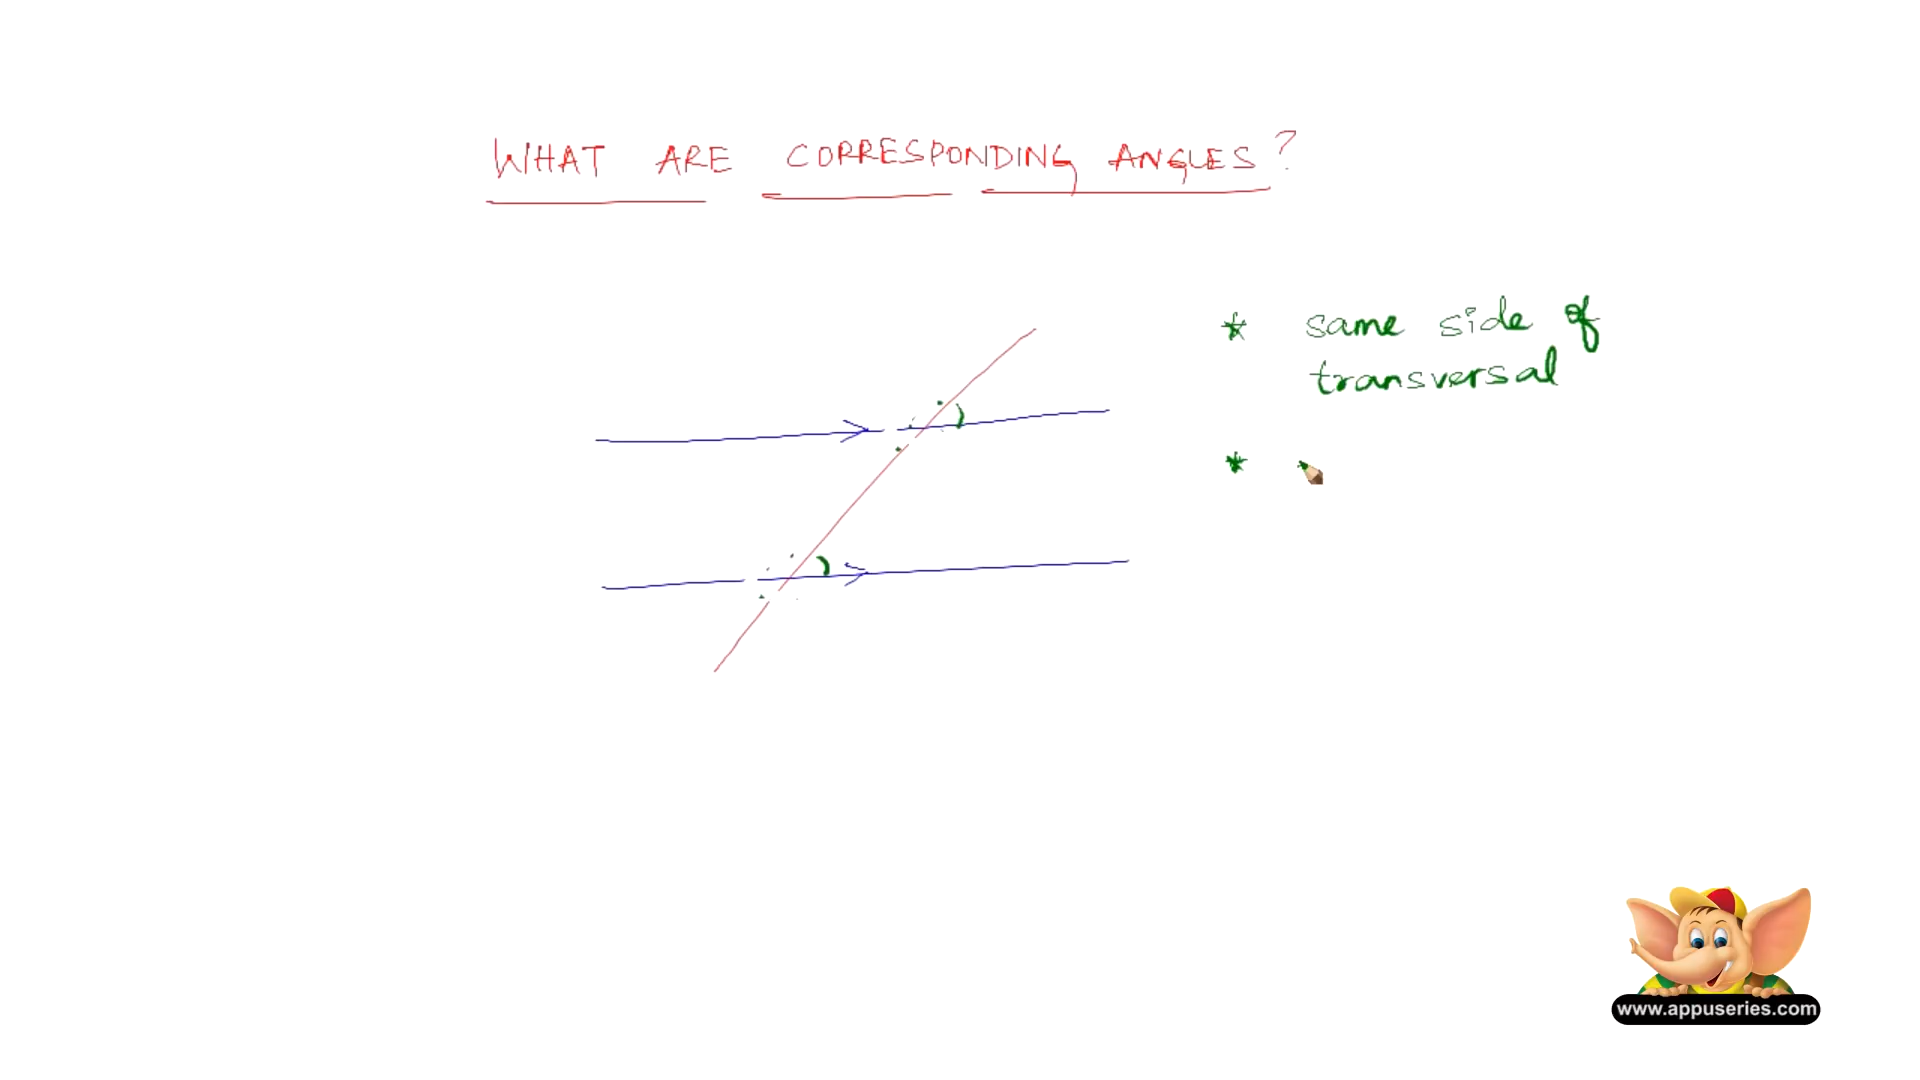 WHAT ARE CORRESPONDING ANGLES?
* same side of
transversal
*
www.appuseries.com